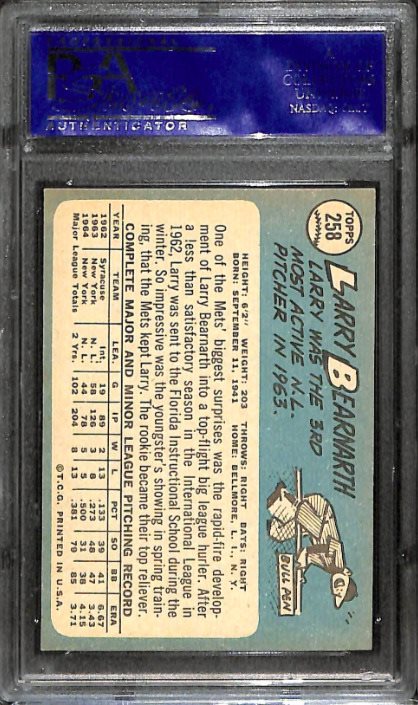 PSA
AUTHENTICATOR
TOPPS
258
LARRY BEARNARTH
LARRY WAS THE 3RD
MOST ACTIVE N.L.
PITCHER IN 1963.
BULL PEN
HEIGHT: 6'2" WEIGHT: 203 THROWS: RIGHT BATS: RIGHT
BORN: SEPTEMBER 11, 1941 HOME: BELLMORE, L. I., N. Y.
One of the Mets' biggest surprises was the rapid-fire develop-
ment of Larry Bearnarth into a top-flight big league hurler. After
a less than satisfactory season in the International League in
1962, Larry was sent to the Florida Instructional School during the
winter. So impressive was the youngster's showing in spring train-
ing, that the Mets kept Larry. The rookie became their top reliever.
COMPLETE MAJOR AND MINOR LEAGUE PITCHING RECORD
YEAR TEAM LEA. G IP W L PCT SO BB ERA
1962 Syracuse Int. 19 89 2 13 .133 39 41 6.67
1963 New York N. L. 58 126 3 8 .273 48 47 3.43
1964 New York N. L. 44 78 5 5 .500 31 38 4.15
Major League Totals 2 Yrs. 102 204 8 13 .381 79 85 3.71
© T.C.G. PRINTED IN U.S.A.